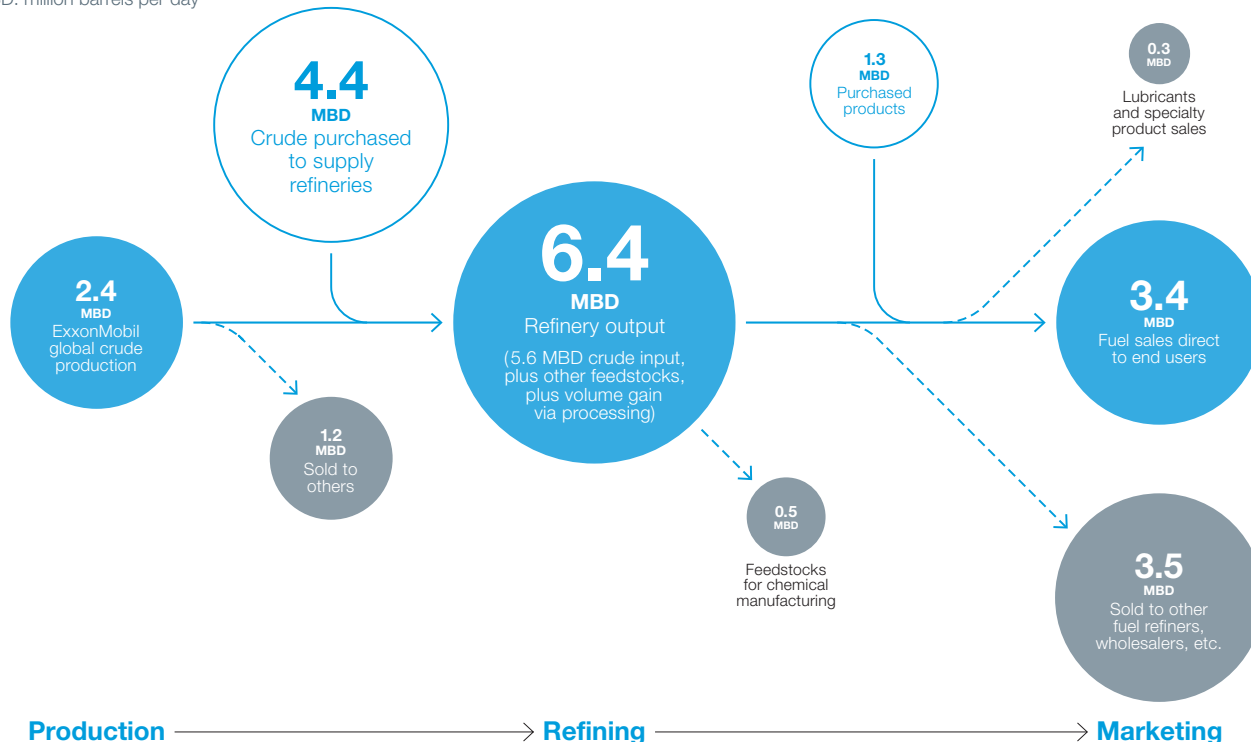 million barrels per day
4.4
MBD
Crude purchased
to supply
refineries
1.3
MBD
Purchased
products
0.3
MBD
Lubricants
and specialty
product sales
2.4
MBD
ExxonMobil
global crude
production
6.4
MBD
Refinery output
(5.6 MBD crude input,
plus other feedstocks,
plus volume gain
via processing)
3.4
MBD
Fuel sales direct
to end users
1.2
MBD
Sold to
others
0.5
MBD
Feedstocks
for chemical
manufacturing
3.5
MBD
Sold to other
fuel refiners,
wholesalers, etc.
Production
Refining
Marketing